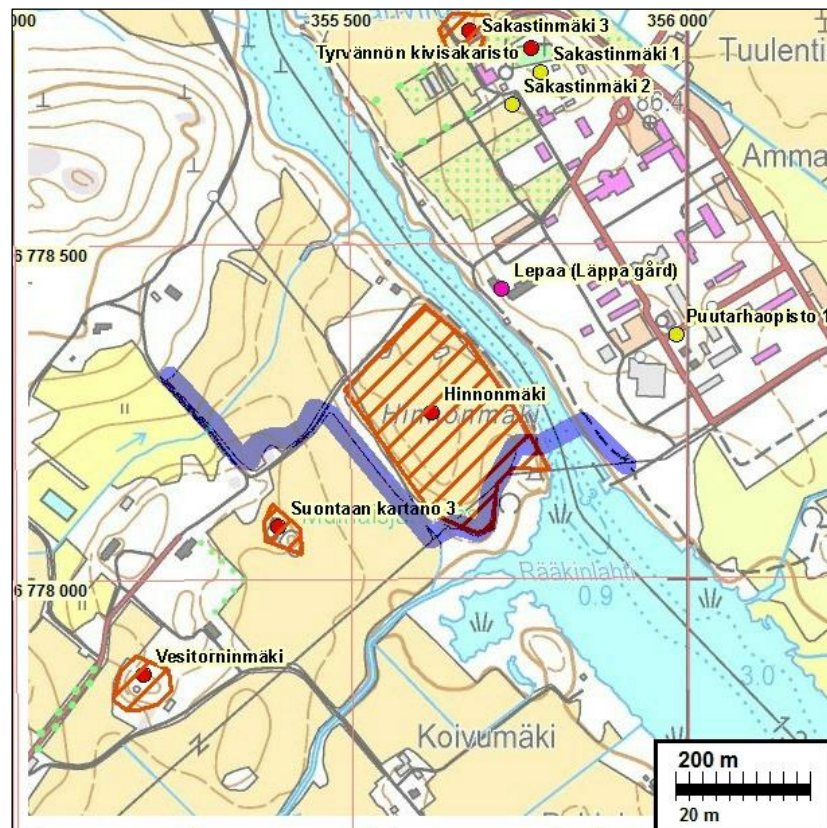 000
355 500
356 000
Sakastinmäki 3
Tuulenti
Tyrvännön kivisakaristo
Sakastinmäki 1
Sakastinmäki 2
86.4
Amma
6 778 500
Lepaa (Läppa gård)
Puutarhaopisto 1
Hinnonmäki
Hinnonmäki
Suontaan kartano 3
Rääkinlahti
0.9
6 778 000
Vesitorninmäki
3.0
Koivumäki
200 m
20 m